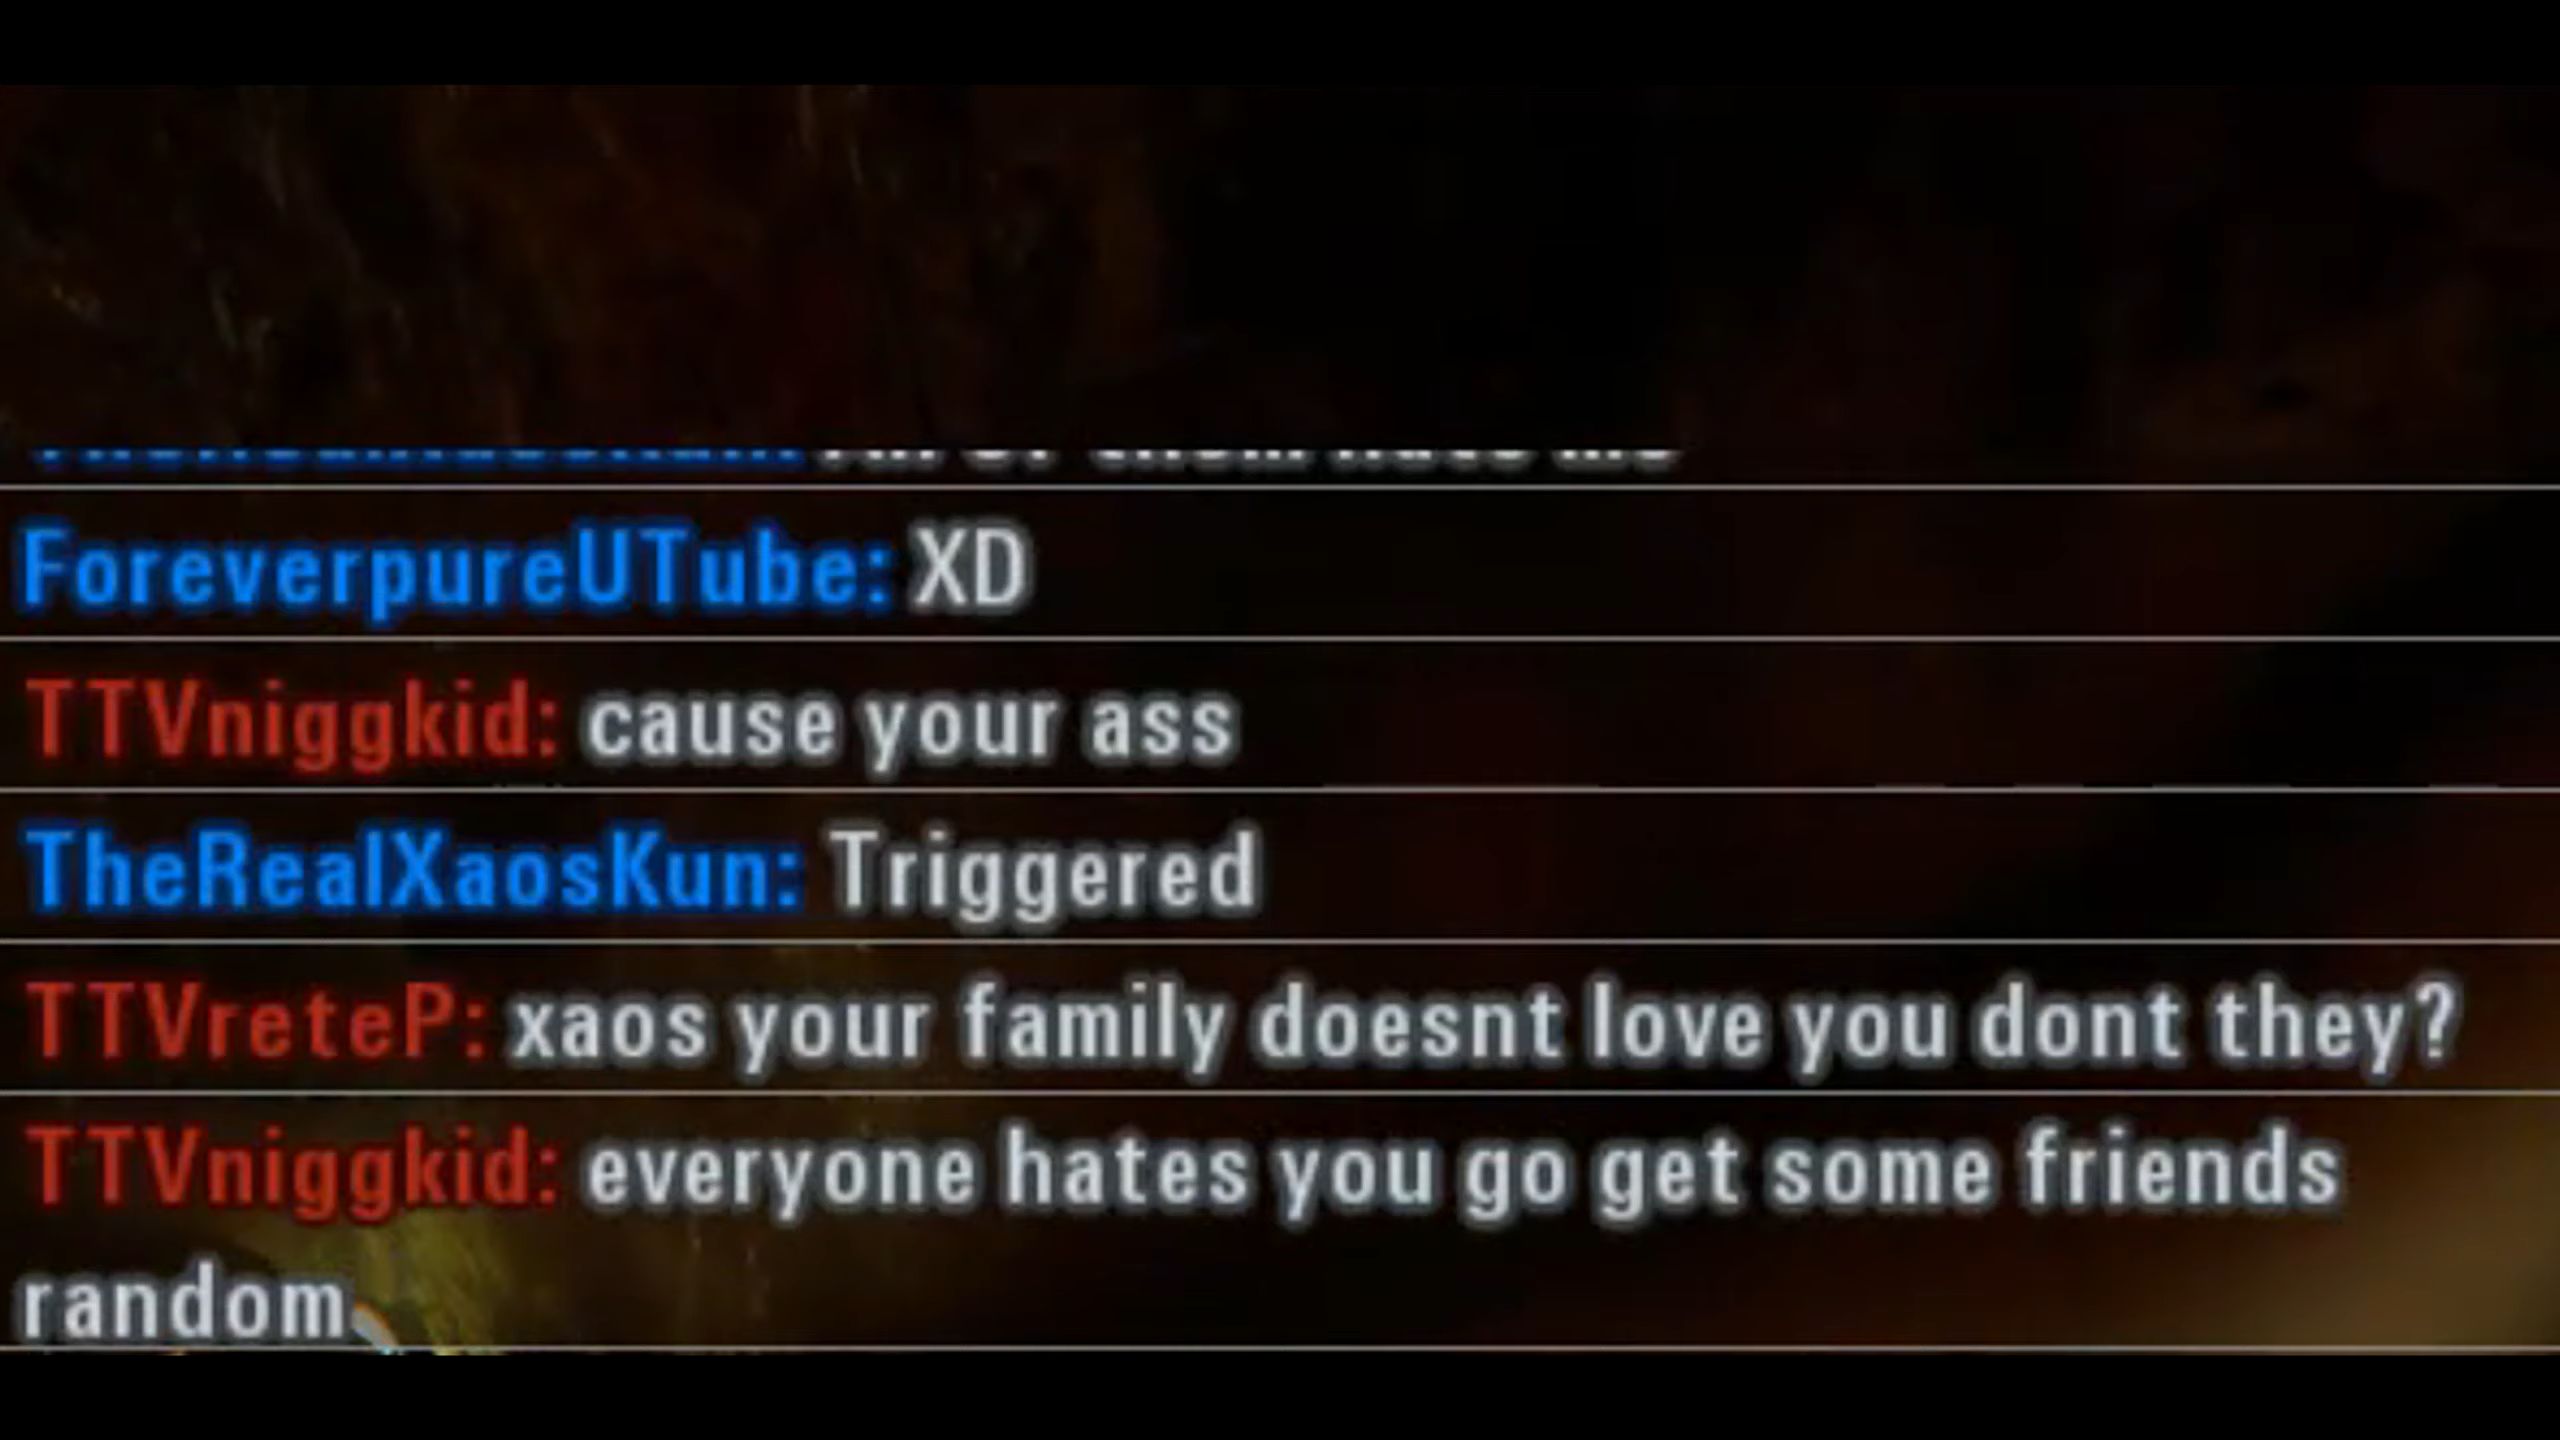 ForeverpureUTube: XD
TTVniggkid: cause your ass
TheRealXaosKun: Triggered
TTVreteP: xaos your family doesnt love you dont they?
TTVniggkid: everyone hates you go get some friends
random